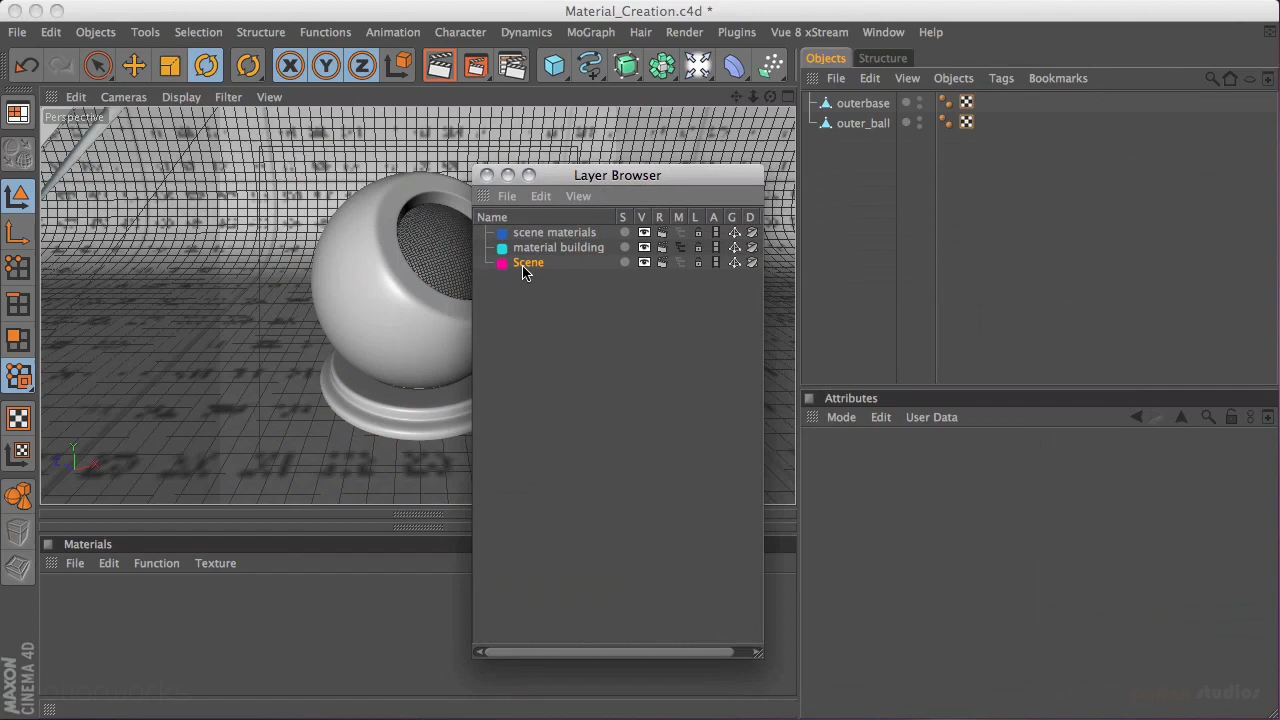 Material_Creation.c4d *
File Edit Objects Tools Selection Structure Functions Animation Character Dynamics MoGraph Hair Render Plugins Vue 8 xStream Window Help
X Y Z
Objects Structure
File Edit View Objects Tags Bookmarks
outerbase
outer_ball
Edit Cameras Display Filter View
Perspective
Y
X
Z
Layer Browser
File Edit View
Name S V R M L A G D
scene materials
material building
Scene
Attributes
Mode Edit User Data
Materials
File Edit Function Texture
MAXON
CINEMA 4D
studios